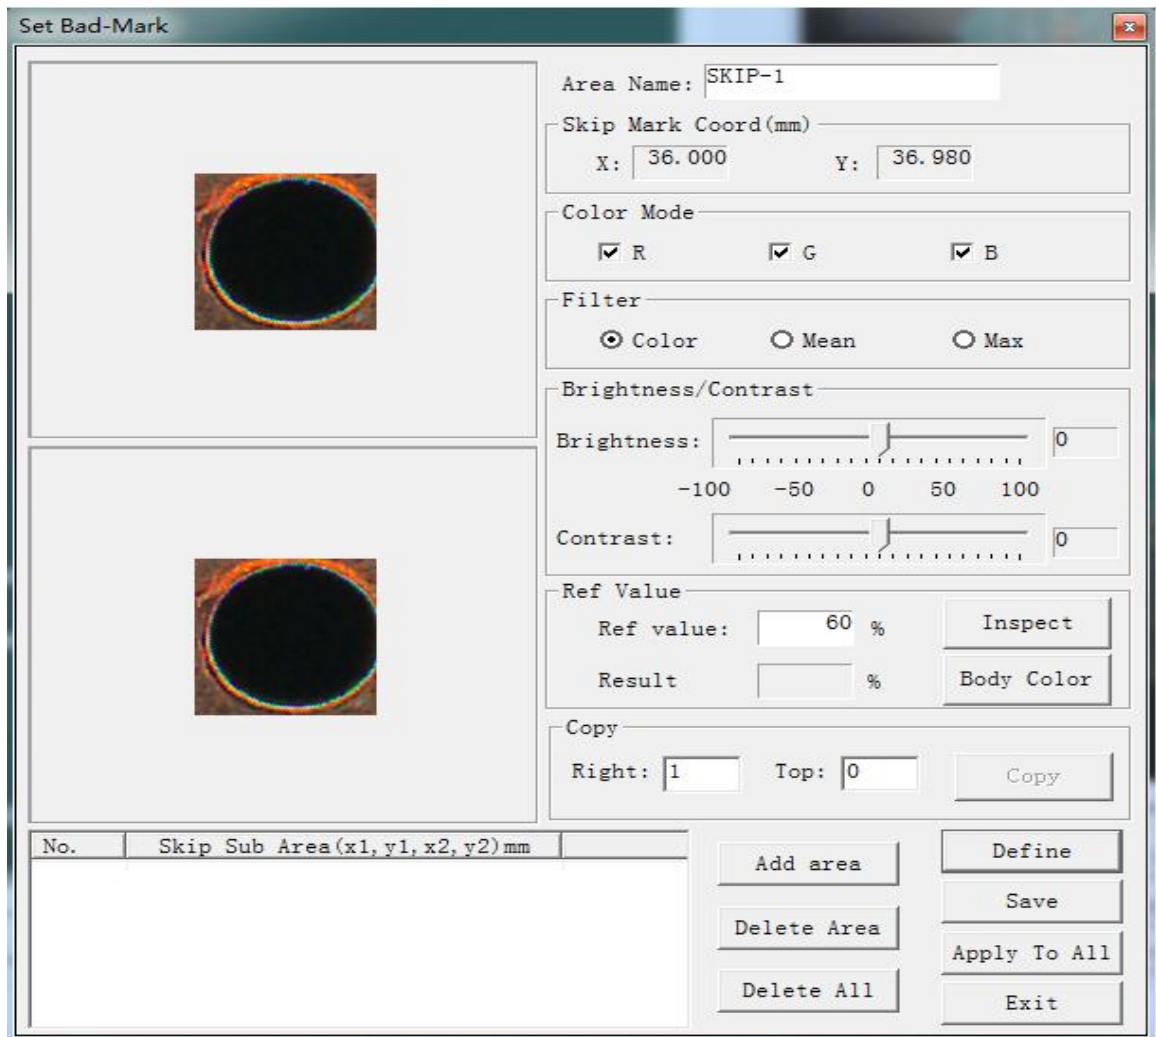 Set Bad-Mark
Area Name: SKIP-1
Skip Mark Coord(mm)
X: 36.000 Y: 36.980
Color Mode
R G B
Filter
Color Mean Max
Brightness/Contrast
Brightness: 0
-100 -50 0 50 100
Contrast: 0
Ref Value
Ref value: 60 % Inspect
Result % Body Color
Copy
Right: 1 Top: 0 Copy
No. Skip Sub Area(x1,y1,x2,y2)mm
Add area
Delete Area
Delete All
Define
Save
Apply To All
Exit